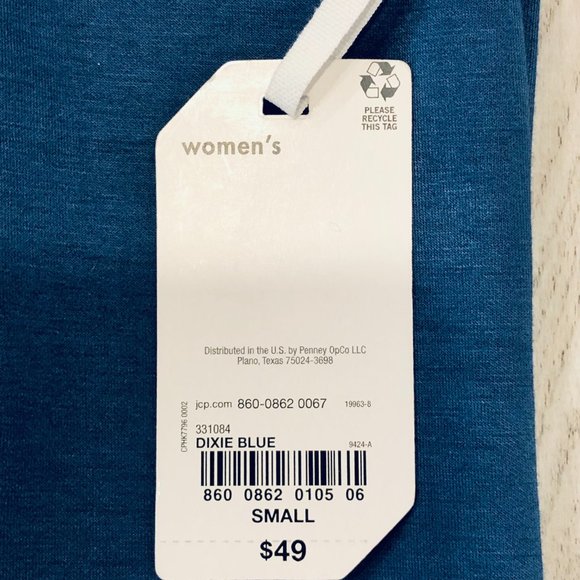 PLEASE
RECYCLE
THIS TAG
women's
Distributed in the U.S. by Penney OpCo LLC
Plano, Texas 75024-3698
jcp.com 860-0862 0067 19963-8
331084
DIXIE BLUE 9424-A
860 0862 0105 06
SMALL
$49
CPHK7796 0002